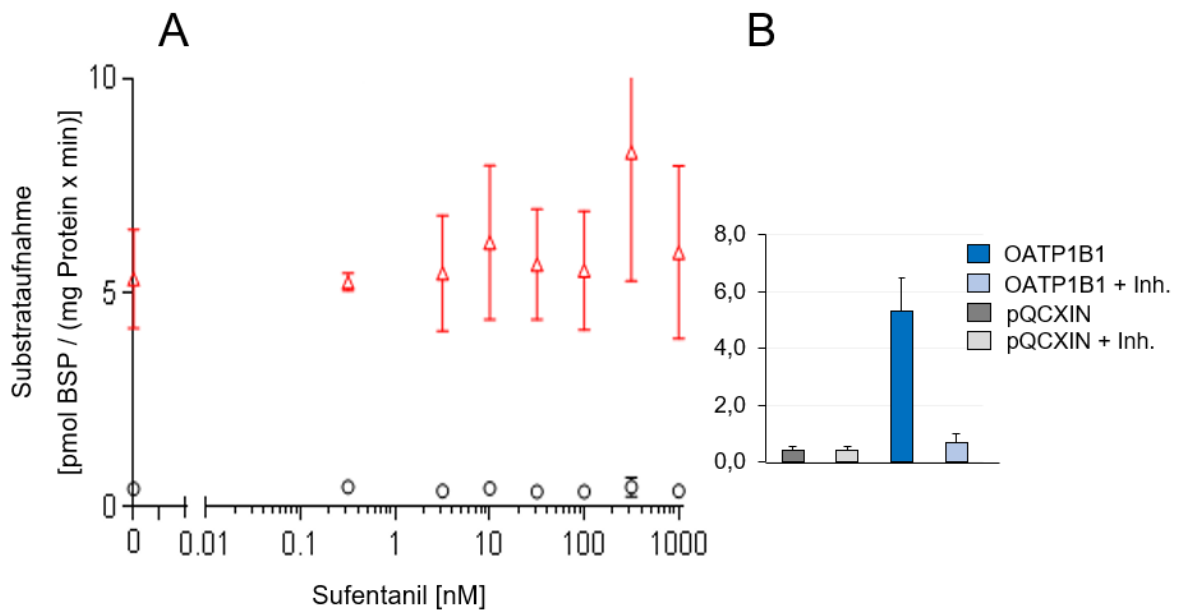 A
B
Substrataufnahme
[pmol BSP / (mg Protein x min)]
10
5
0
0
0.01
0.1
1
10
100
1000
Sufentanil [nM]
8,0
6,0
4,0
2,0
0,0
OATP1B1
OATP1B1 + Inh.
pQCXIN
pQCXIN + Inh.